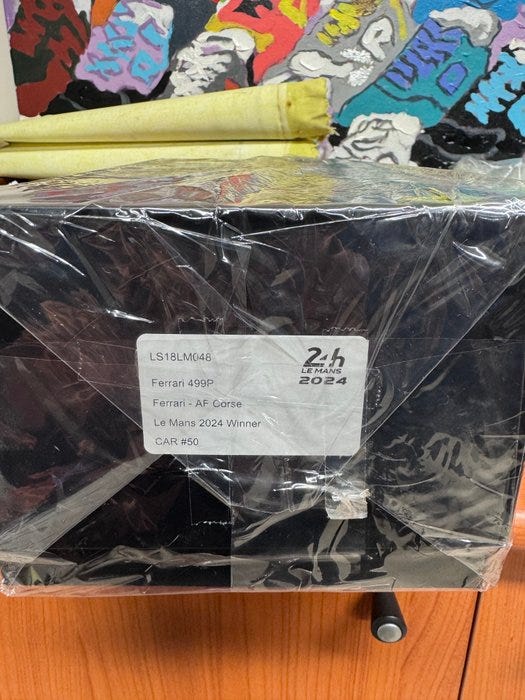 LS18LM048
24h
LE MANS
2024
Ferrari 499P
Ferrari - AF Corse
Le Mans 2024 Winner
CAR #50